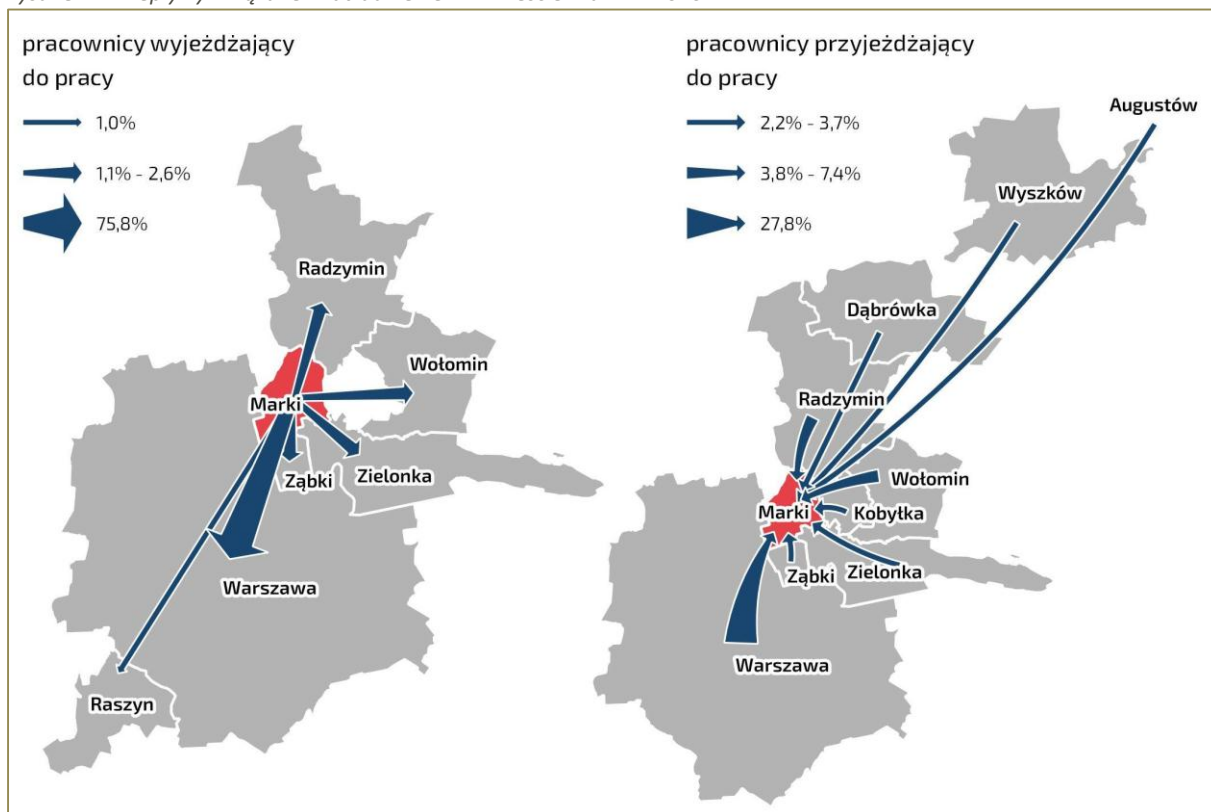 pracownicy wyjeżdżający
do pracy
1,0%
1,1% - 2,6%
75,8%
Radzymin
Wołomin
Marki
Ząbki
Zielonka
Warszawa
Raszyn
pracownicy przyjeżdżający
do pracy
2,2% - 3,7%
3,8% - 7,4%
27,8%
Augustów
Wyszków
Dąbrówka
Radzymin
Wołomin
Marki
Kobyłka
Ząbki
Zielonka
Warszawa